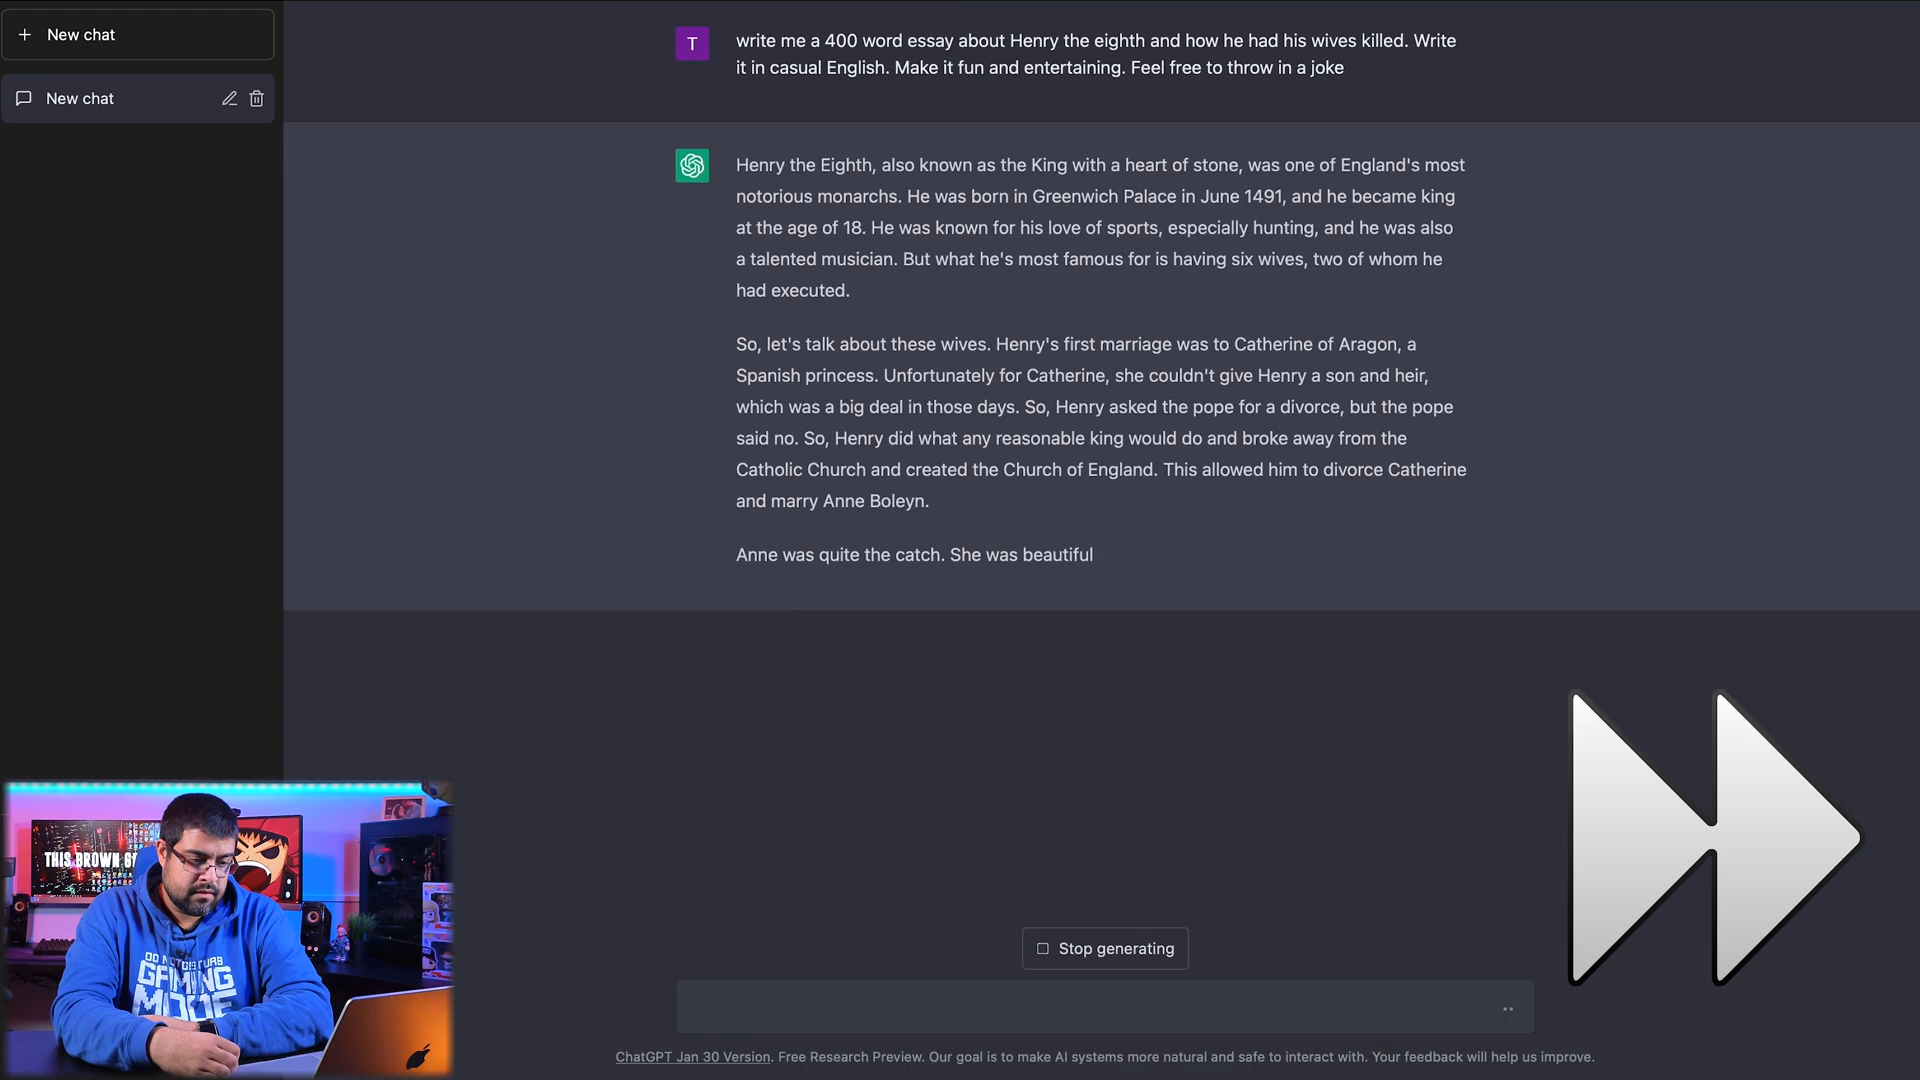 New chat
New chat
T
write me a 400 word essay about Henry the eighth and how he had his wives killed. Write
it in casual English. Make it fun and entertaining. Feel free to throw in a joke
Henry the Eighth, also known as the King with a heart of stone, was one of England's most
notorious monarchs. He was born in Greenwich Palace in June 1491, and he became king
at the age of 18. He was known for his love of sports, especially hunting, and he was also
a talented musician. But what he's most famous for is having six wives, two of whom he
had executed.
So, let's talk about these wives. Henry's first marriage was to Catherine of Aragon, a
Spanish princess. Unfortunately for Catherine, she couldn't give Henry a son and heir,
which was a big deal in those days. So, Henry asked the pope for a divorce, but the pope
said no. So, Henry did what any reasonable king would do and broke away from the
Catholic Church and created the Church of England. This allowed him to divorce Catherine
and marry Anne Boleyn.
Anne was quite the catch. She was beautiful
Stop generating
ChatGPT Jan 30 Version. Free Research Preview. Our goal is to make AI systems more natural and safe to interact with. Your feedback will help us improve.
THIS BROWN
DO NOT DISTURB
GAMING
MODE